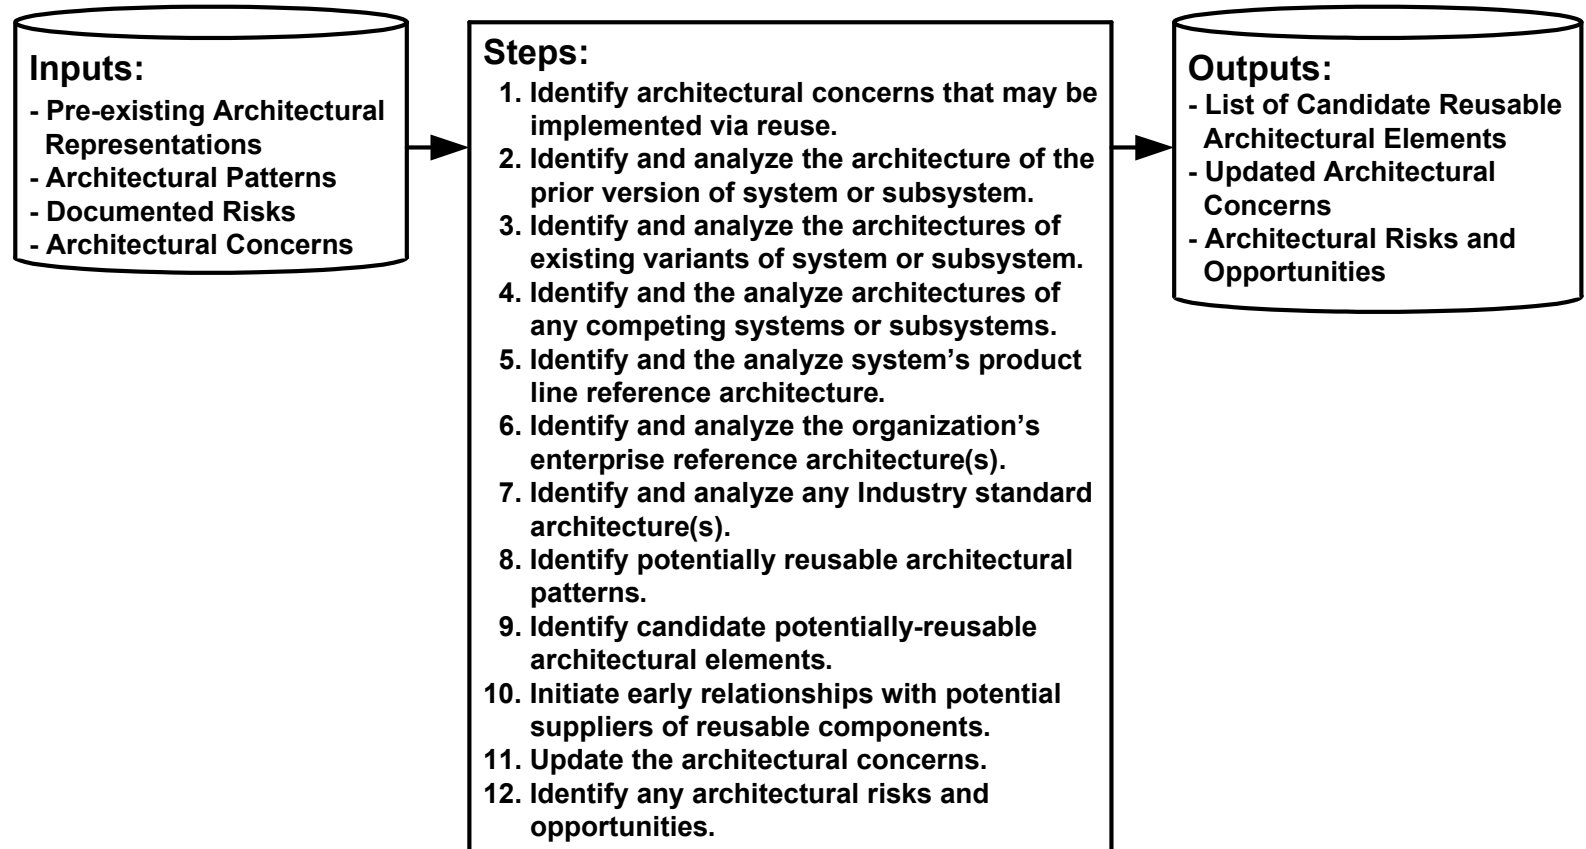 Inputs:
- Pre-existing Architectural
Representations
- Architectural Patterns
- Documented Risks
- Architectural Concerns
Steps:
1. Identify architectural concerns that may be
implemented via reuse.
2. Identify and analyze the architecture of the
prior version of system or subsystem.
3. Identify and analyze the architectures of
existing variants of system or subsystem.
4. Identify and the analyze architectures of
any competing systems or subsystems.
5. Identify and the analyze system’s product
line reference architecture.
6. Identify and analyze the organization’s
enterprise reference architecture(s).
7. Identify and analyze any Industry standard
architecture(s).
8. Identify potentially reusable architectural
patterns.
9. Identify candidate potentially-reusable
architectural elements.
10. Initiate early relationships with potential
suppliers of reusable components.
11. Update the architectural concerns.
12. Identify any architectural risks and
opportunities.
Outputs:
- List of Candidate Reusable
Architectural Elements
- Updated Architectural
Concerns
- Architectural Risks and
Opportunities